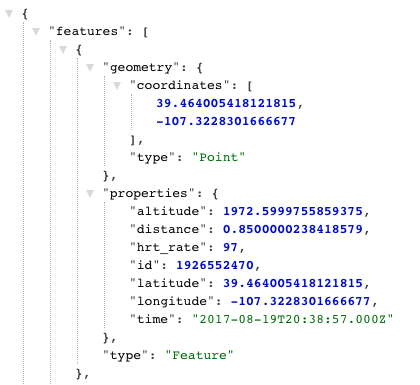 {
"features": [
{
"geometry": {
"coordinates": [
39.464005418121815,
-107.3228301666677
],
"type": "Point"
},
"properties": {
"altitude": 1972.5999755859375,
"distance": 0.8500000238418579,
"hrt_rate": 97,
"id": 1926552470,
"latitude": 39.464005418121815,
"longitude": -107.3228301666677,
"time": "2017-08-19T20:38:57.000Z"
},
"type": "Feature"
},